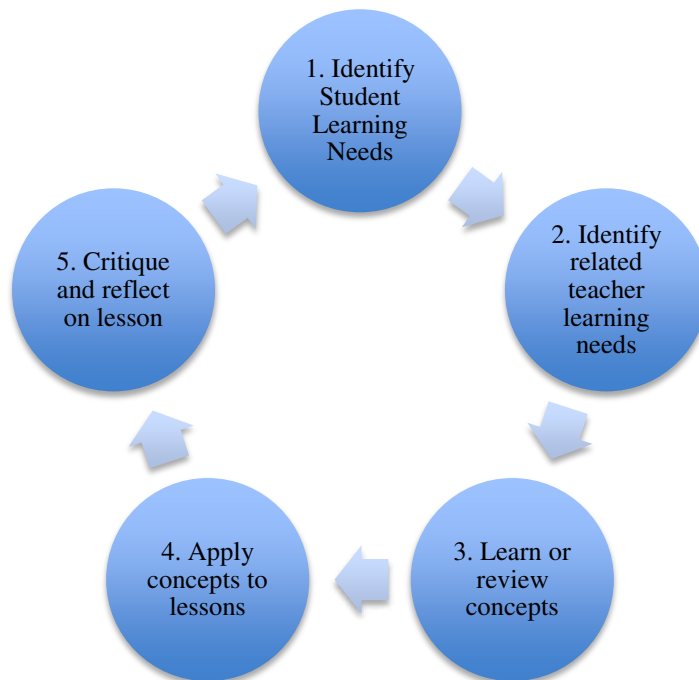 1. Identify
Student
Learning
Needs
2. Identify
related
teacher
learning
needs
3. Learn or
review
concepts
4. Apply
concepts to
lessons
5. Critique
and reflect
on lesson